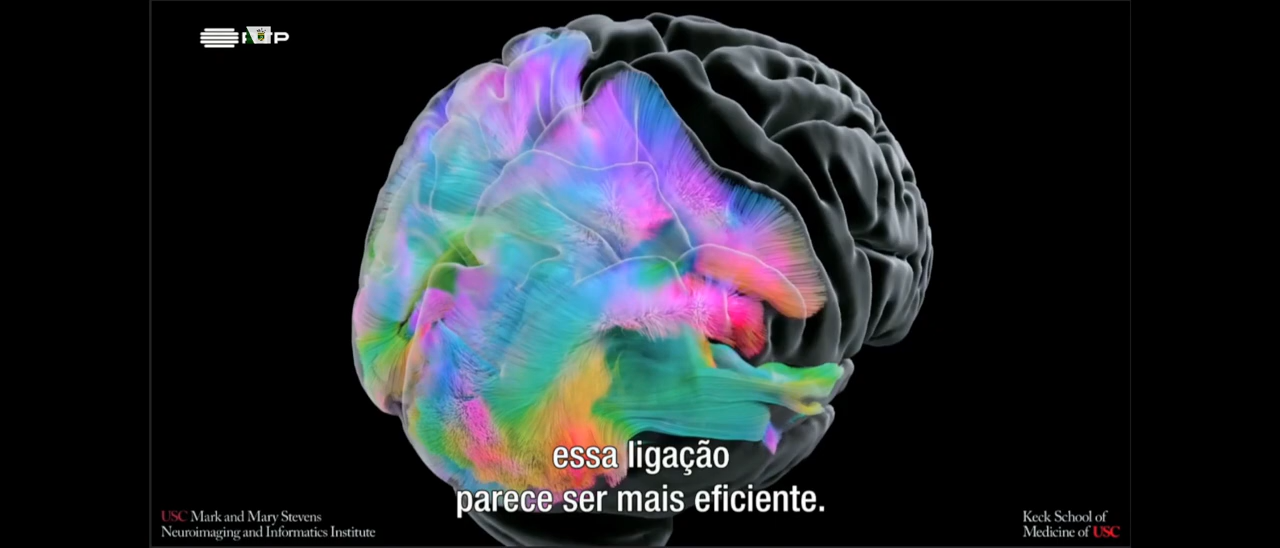 RTP
essa ligação
parece ser mais eficiente.
USC Mark and Mary Stevens
Neuroimaging and Informatics Institute
Keck School of
Medicine of USC